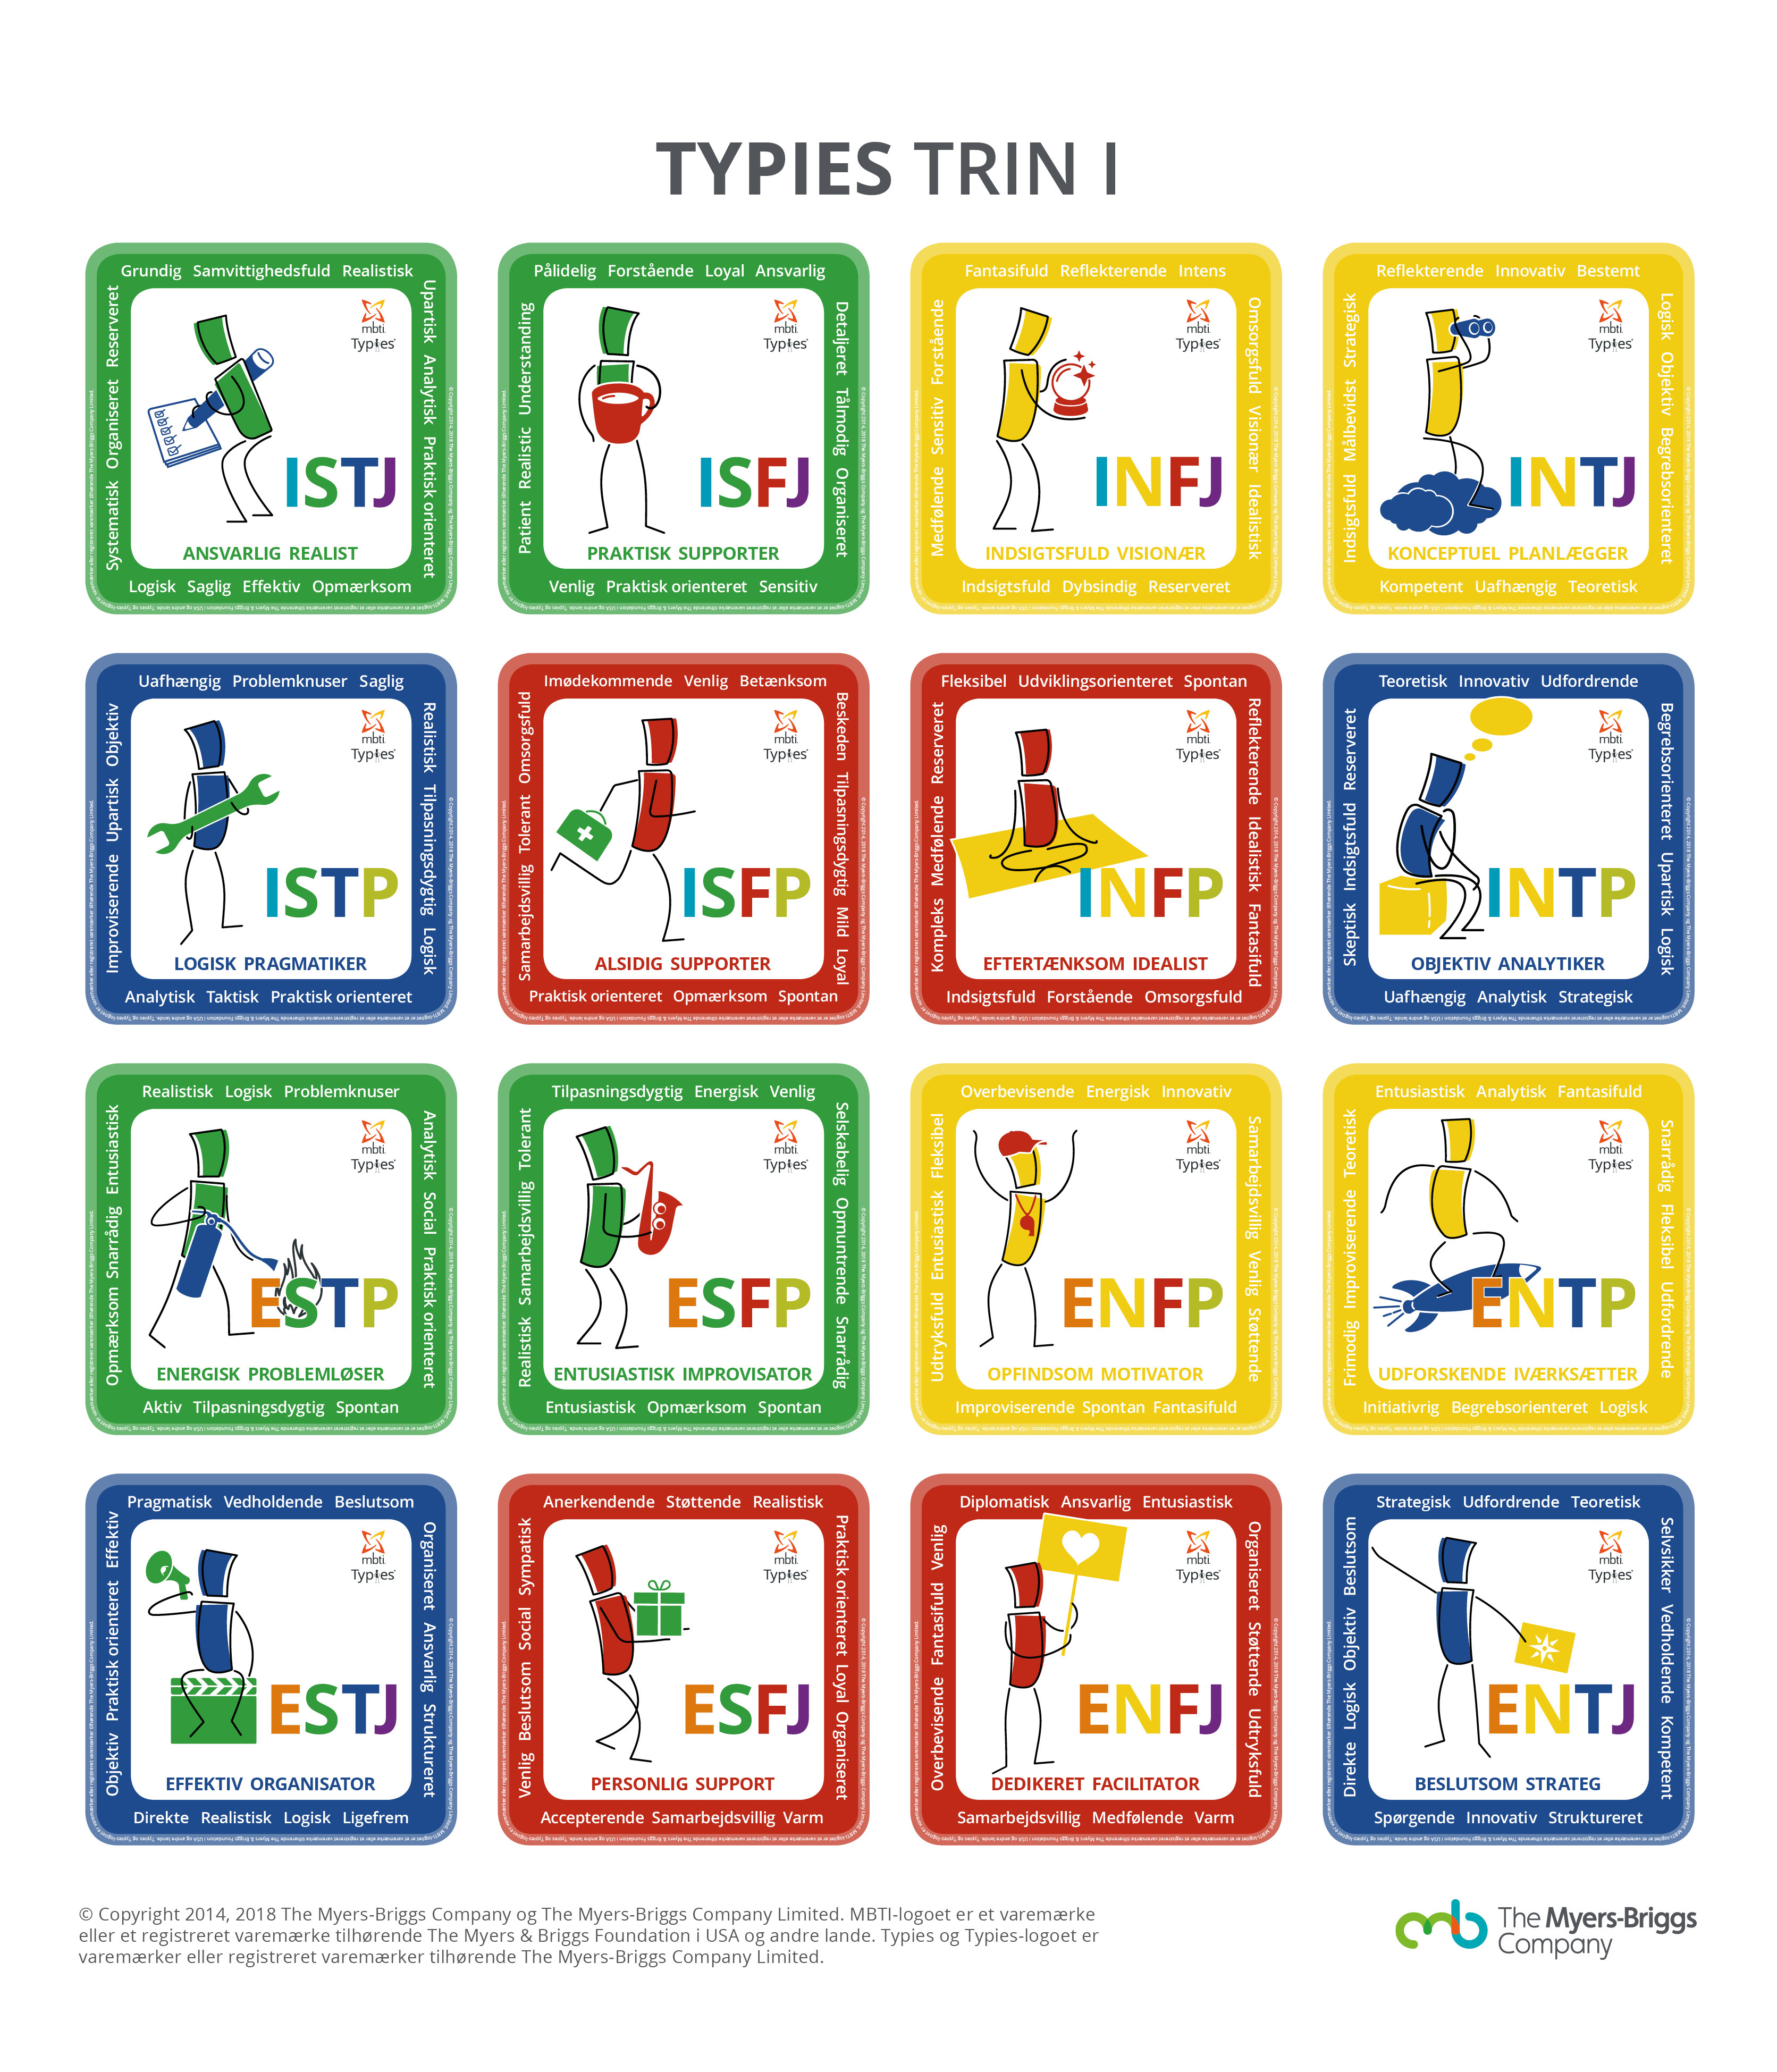 TYPIES TRIN I
Grundig Samvittighedsfuld Realistisk
Systematisk Organiseret Reserveret
mbti
Typies
ISTJ
ANSVARLIG REALIST
Upartisk Analytisk Praktisk orienteret
Logisk Saglig Effektiv Opmærksom
Pålidelig Forstående Loyal Ansvarlig
Patient Realistic Understanding
mbti
Typies
ISFJ
PRAKTISK SUPPORTER
Detaljeret Tålmodig Organiseret
Venlig Praktisk orienteret Sensitiv
Fantasifuld Reflekterende Intens
Medfølende Sensitiv Forstående
mbti
Typies
INFJ
INDSIGTSFULD VISIONÆR
Omsorgsfuld Visionær Idealistisk
Indsigtsfuld Dybsindig Reserveret
Reflekterende Innovativ Bestemt
Indsigtsfuld Målbevidst Strategisk
mbti
Typies
INTJ
KONCEPTUEL PLANLÆGGER
Logisk Objektiv Begrebsorienteret
Kompetent Uafhængig Teoretisk
Uafhængig Problemknuser Saglig
Improviserende Upartisk Objektiv
mbti
Typies
ISTP
LOGISK PRAGMATIKER
Realistisk Tilpasningsdygtig Logisk
Analytisk Taktisk Praktisk orienteret
Imødekommende Venlig Betænksom
Samarbejdsvillig Tolerant Omsorgsfuld
mbti
Typies
ISFP
ALSIDIG SUPPORTER
Beskeden Tilpasningsdygtig Mild Loyal
Praktisk orienteret Opmærksom Spontan
Fleksibel Udviklingsorienteret Spontan
Kompleks Medfølende Reserveret
mbti
Typies
INFP
EFTERTÆNKSOM IDEALIST
Reflekterende Idealistisk Fantasifuld
Indsigtsfuld Forstående Omsorgsfuld
Teoretisk Innovativ Udfordrende
Skeptisk Indsigtsfuld Reserveret
mbti
Typies
INTP
OBJEKTIV ANALYTIKER
Begrebsorienteret Upartisk Logisk
Uafhængig Analytisk Strategisk
Realistisk Logisk Problemknuser
Opmærksom Snarrådig Entusiastisk
mbti
Typies
ESTP
ENERGISK PROBLEMLØSER
Analytisk Social Praktisk orienteret
Aktiv Tilpasningsdygtig Spontan
Tilpasningsdygtig Energisk Venlig
Realistisk Samarbejdsvillig Tolerant
mbti
Typies
ESFP
ENTUSIASTISK IMPROVISATOR
Selskabelig Opmuntrende Snarrådig
Entusiastisk Opmærksom Spontan
Overbevisende Energisk Innovativ
Udtryksfuld Entusiastisk Fleksibel
mbti
Typies
ENFP
OPFINDSOM MOTIVATOR
Samarbejdsvillig Venlig Støttende
Improviserende Spontan Fantasifuld
Entusiastisk Analytisk Fantasifuld
Frimodig Improviserende Teoretisk
mbti
Typies
ENTP
UDFORSKENDE IVÆRKSÆTTER
Snarrådig Fleksibel Udfordrende
Initiativrig Begrebsorienteret Logisk
Pragmatisk Vedholdende Beslutsom
Objektiv Praktisk orienteret Effektiv
mbti
Typies
ESTJ
EFFEKTIV ORGANISATOR
Organiseret Ansvarlig Struktureret
Direkte Realistisk Logisk Ligefrem
Anerkendende Støttende Realistisk
Venlig Beslutsom Social Sympatisk
mbti
Typies
ESFJ
PERSONLIG SUPPORT
Praktisk orienteret Loyal Organiseret
Accepterende Samarbejdsvillig Varm
Diplomatisk Ansvarlig Entusiastisk
Overbevisende Fantasifuld Venlig
mbti
Typies
ENFJ
DEDIKERET FACILITATOR
Organiseret Støttende Udtryksfuld
Samarbejdsvillig Medfølende Varm
Strategisk Udfordrende Teoretisk
Direkte Logisk Objektiv Beslutsom
mbti
Typies
ENTJ
BESLUTSOM STRATEG
Selvsikker Vedholdende Kompetent
Spørgende Innovativ Struktureret
© Copyright 2014, 2018 The Myers-Briggs Company og The Myers-Briggs Company Limited. MBTI-logoet er et varemærke
eller et registreret varemærke tilhørende The Myers & Briggs Foundation i USA og andre lande. Typies og Typies-logoet er
varemærker eller registreret varemærker tilhørende The Myers-Briggs Company Limited.
The Myers-Briggs
Company